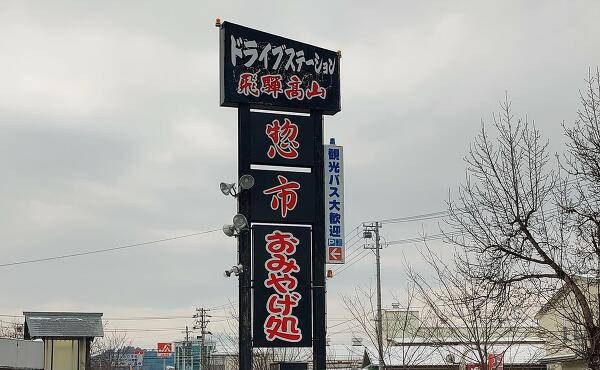 ドライブステーション
飛騨高山
惣市
おみやげ処
観光バス大歓迎
P